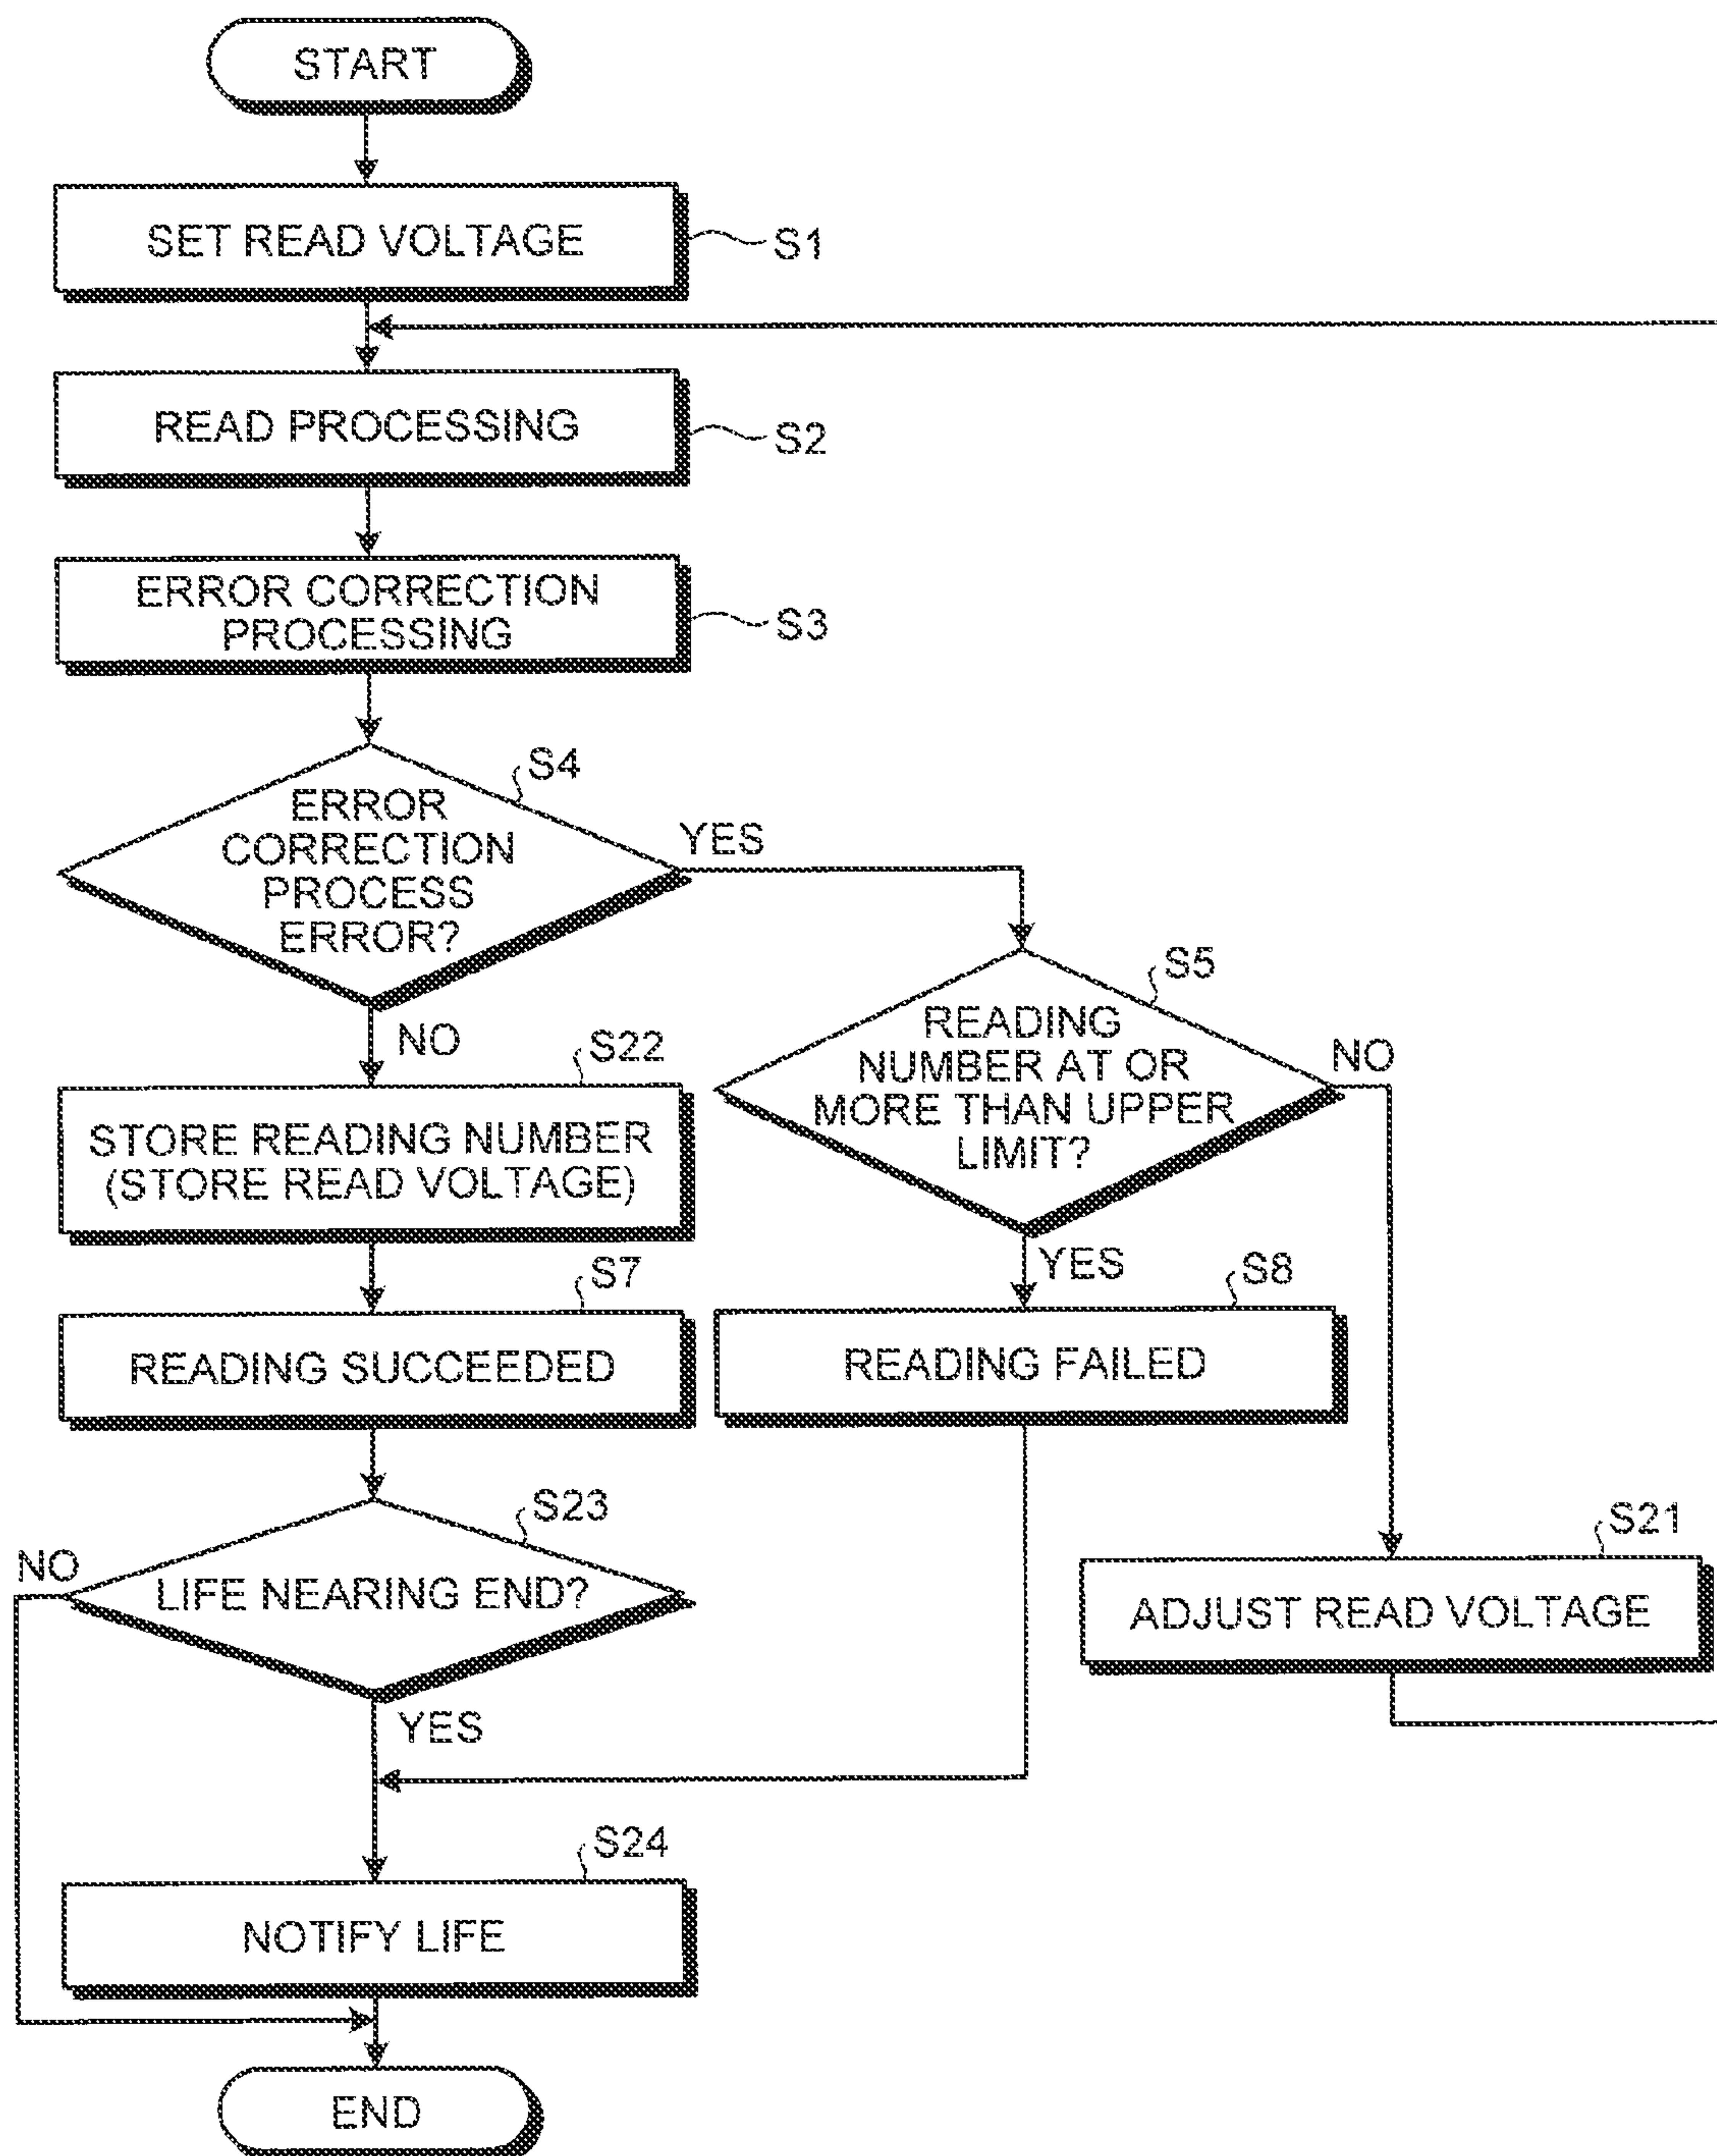 START
SET READ VOLTAGE
S1
READ PROCESSING
S2
ERROR CORRECTION
PROCESSING
S3
S4
ERROR
CORRECTION
PROCESS
ERROR?
YES
NO
S5
READING
NUMBER AT OR
MORE THAN UPPER
LIMIT?
NO
YES
S22
STORE READING NUMBER
(STORE READ VOLTAGE)
S7
READING SUCCEEDED
S8
READING FAILED
S23
LIFE NEARING END?
NO
YES
S21
ADJUST READ VOLTAGE
S24
NOTIFY LIFE
END